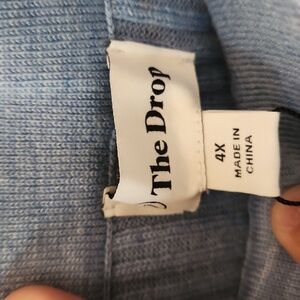 The Drop
4X
MADE IN
CHINA